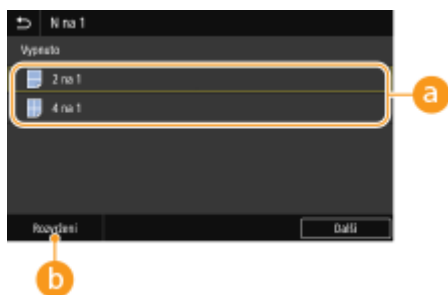 N na 1
Vypnuto
2 na 1
4 na 1
a
Rozvržení
Další
b